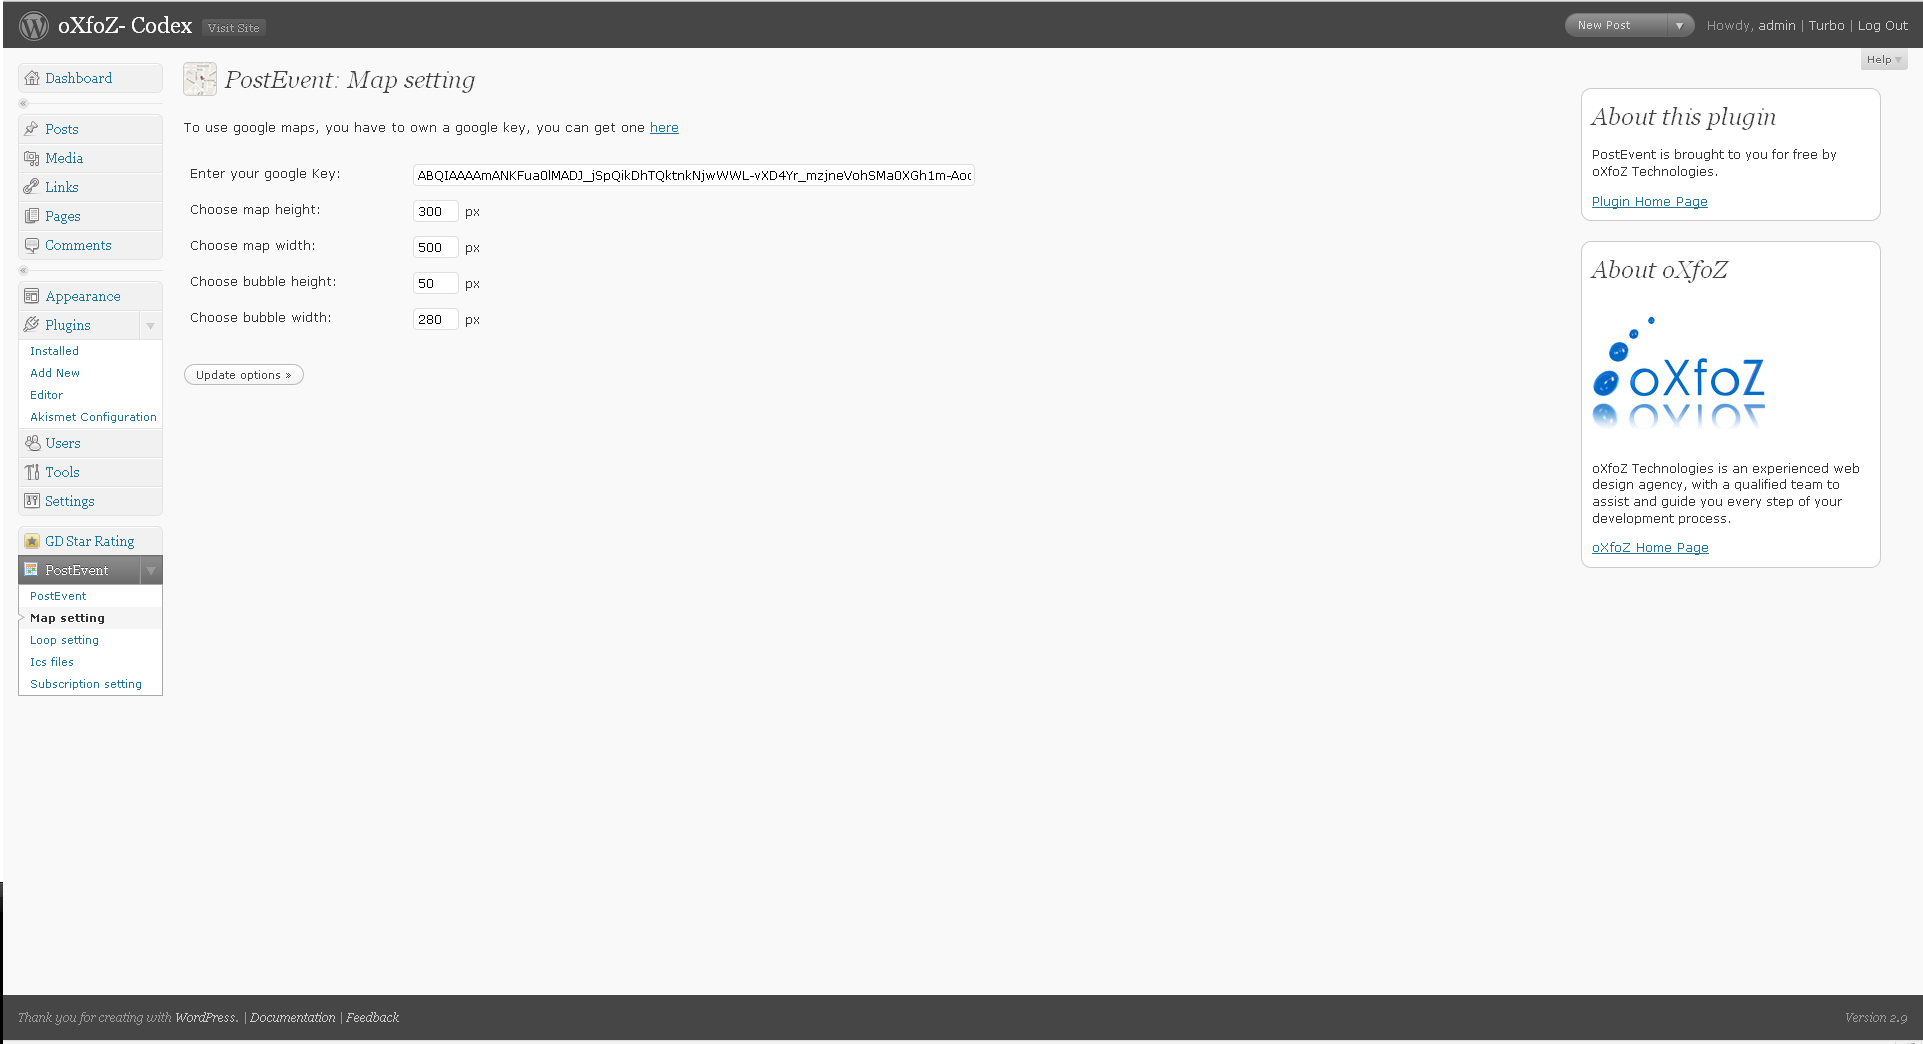 oXfoZ- Codex Visit Site
New Post
Howdy, admin | Turbo | Log Out
Help
Dashboard
Posts
Media
Links
Pages
Comments
Appearance
Plugins
Installed
Add New
Editor
Akismet Configuration
Users
Tools
Settings
GD Star Rating
PostEvent
PostEvent
Map setting
Loop setting
Ics files
Subscription setting
PostEvent: Map setting
To use google maps, you have to own a google key, you can get one here
Enter your google Key:
Choose map height: 300 px
Choose map width: 500 px
Choose bubble height: 50 px
Choose bubble width: 280 px
Update options »
About this plugin
PostEvent is brought to you for free by
oXfoZ Technologies.
Plugin Home Page
About oXfoZ
oXfoZ
oXfoZ Technologies is an experienced web
design agency, with a qualified team to
assist and guide you every step of your
development process.
oXfoZ Home Page
Thank you for creating with WordPress. | Documentation | Feedback
Version 2.9